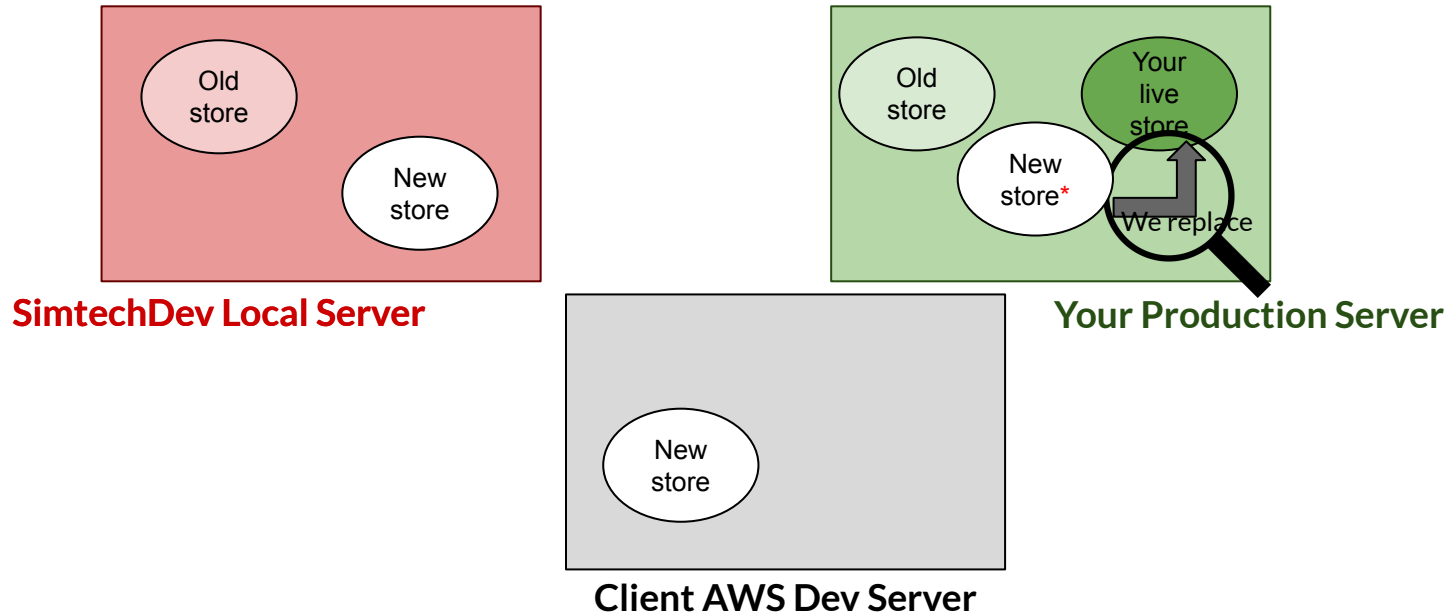 Old
store
New
store
SimtechDev Local Server
Old
store
Your
live
store
New
store*
We replace
Your Production Server
New
store
Client AWS Dev Server